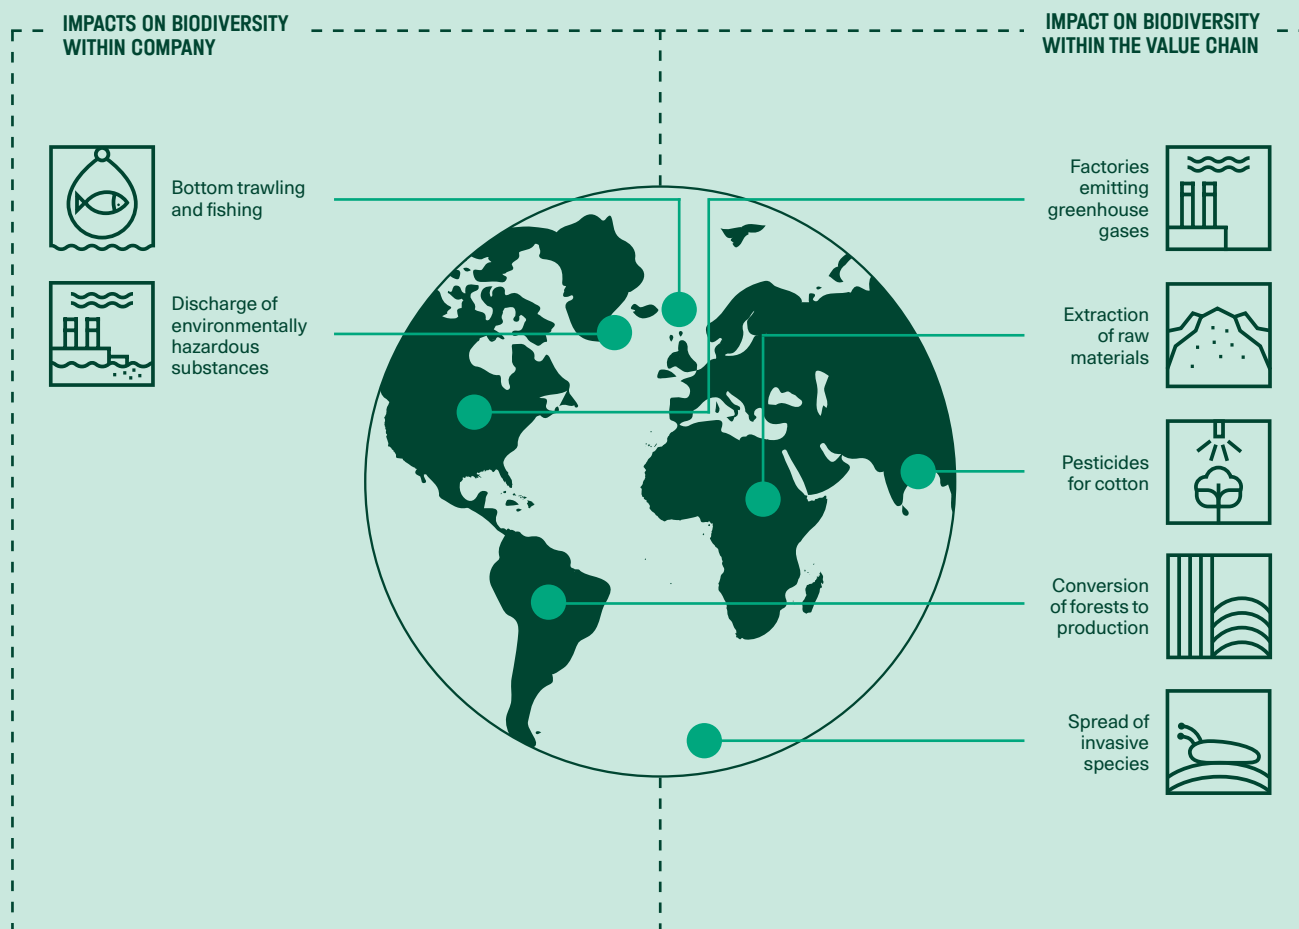 IMPACTS ON BIODIVERSITY
WITHIN COMPANY
IMPACT ON BIODIVERSITY
WITHIN THE VALUE CHAIN
Bottom trawling
and fishing
Discharge of
environmentally
hazardous
substances
Factories
emitting
greenhouse
gases
Extraction
of raw
materials
Pesticides
for cotton
Conversion
of forests to
production
Spread of
invasive
species